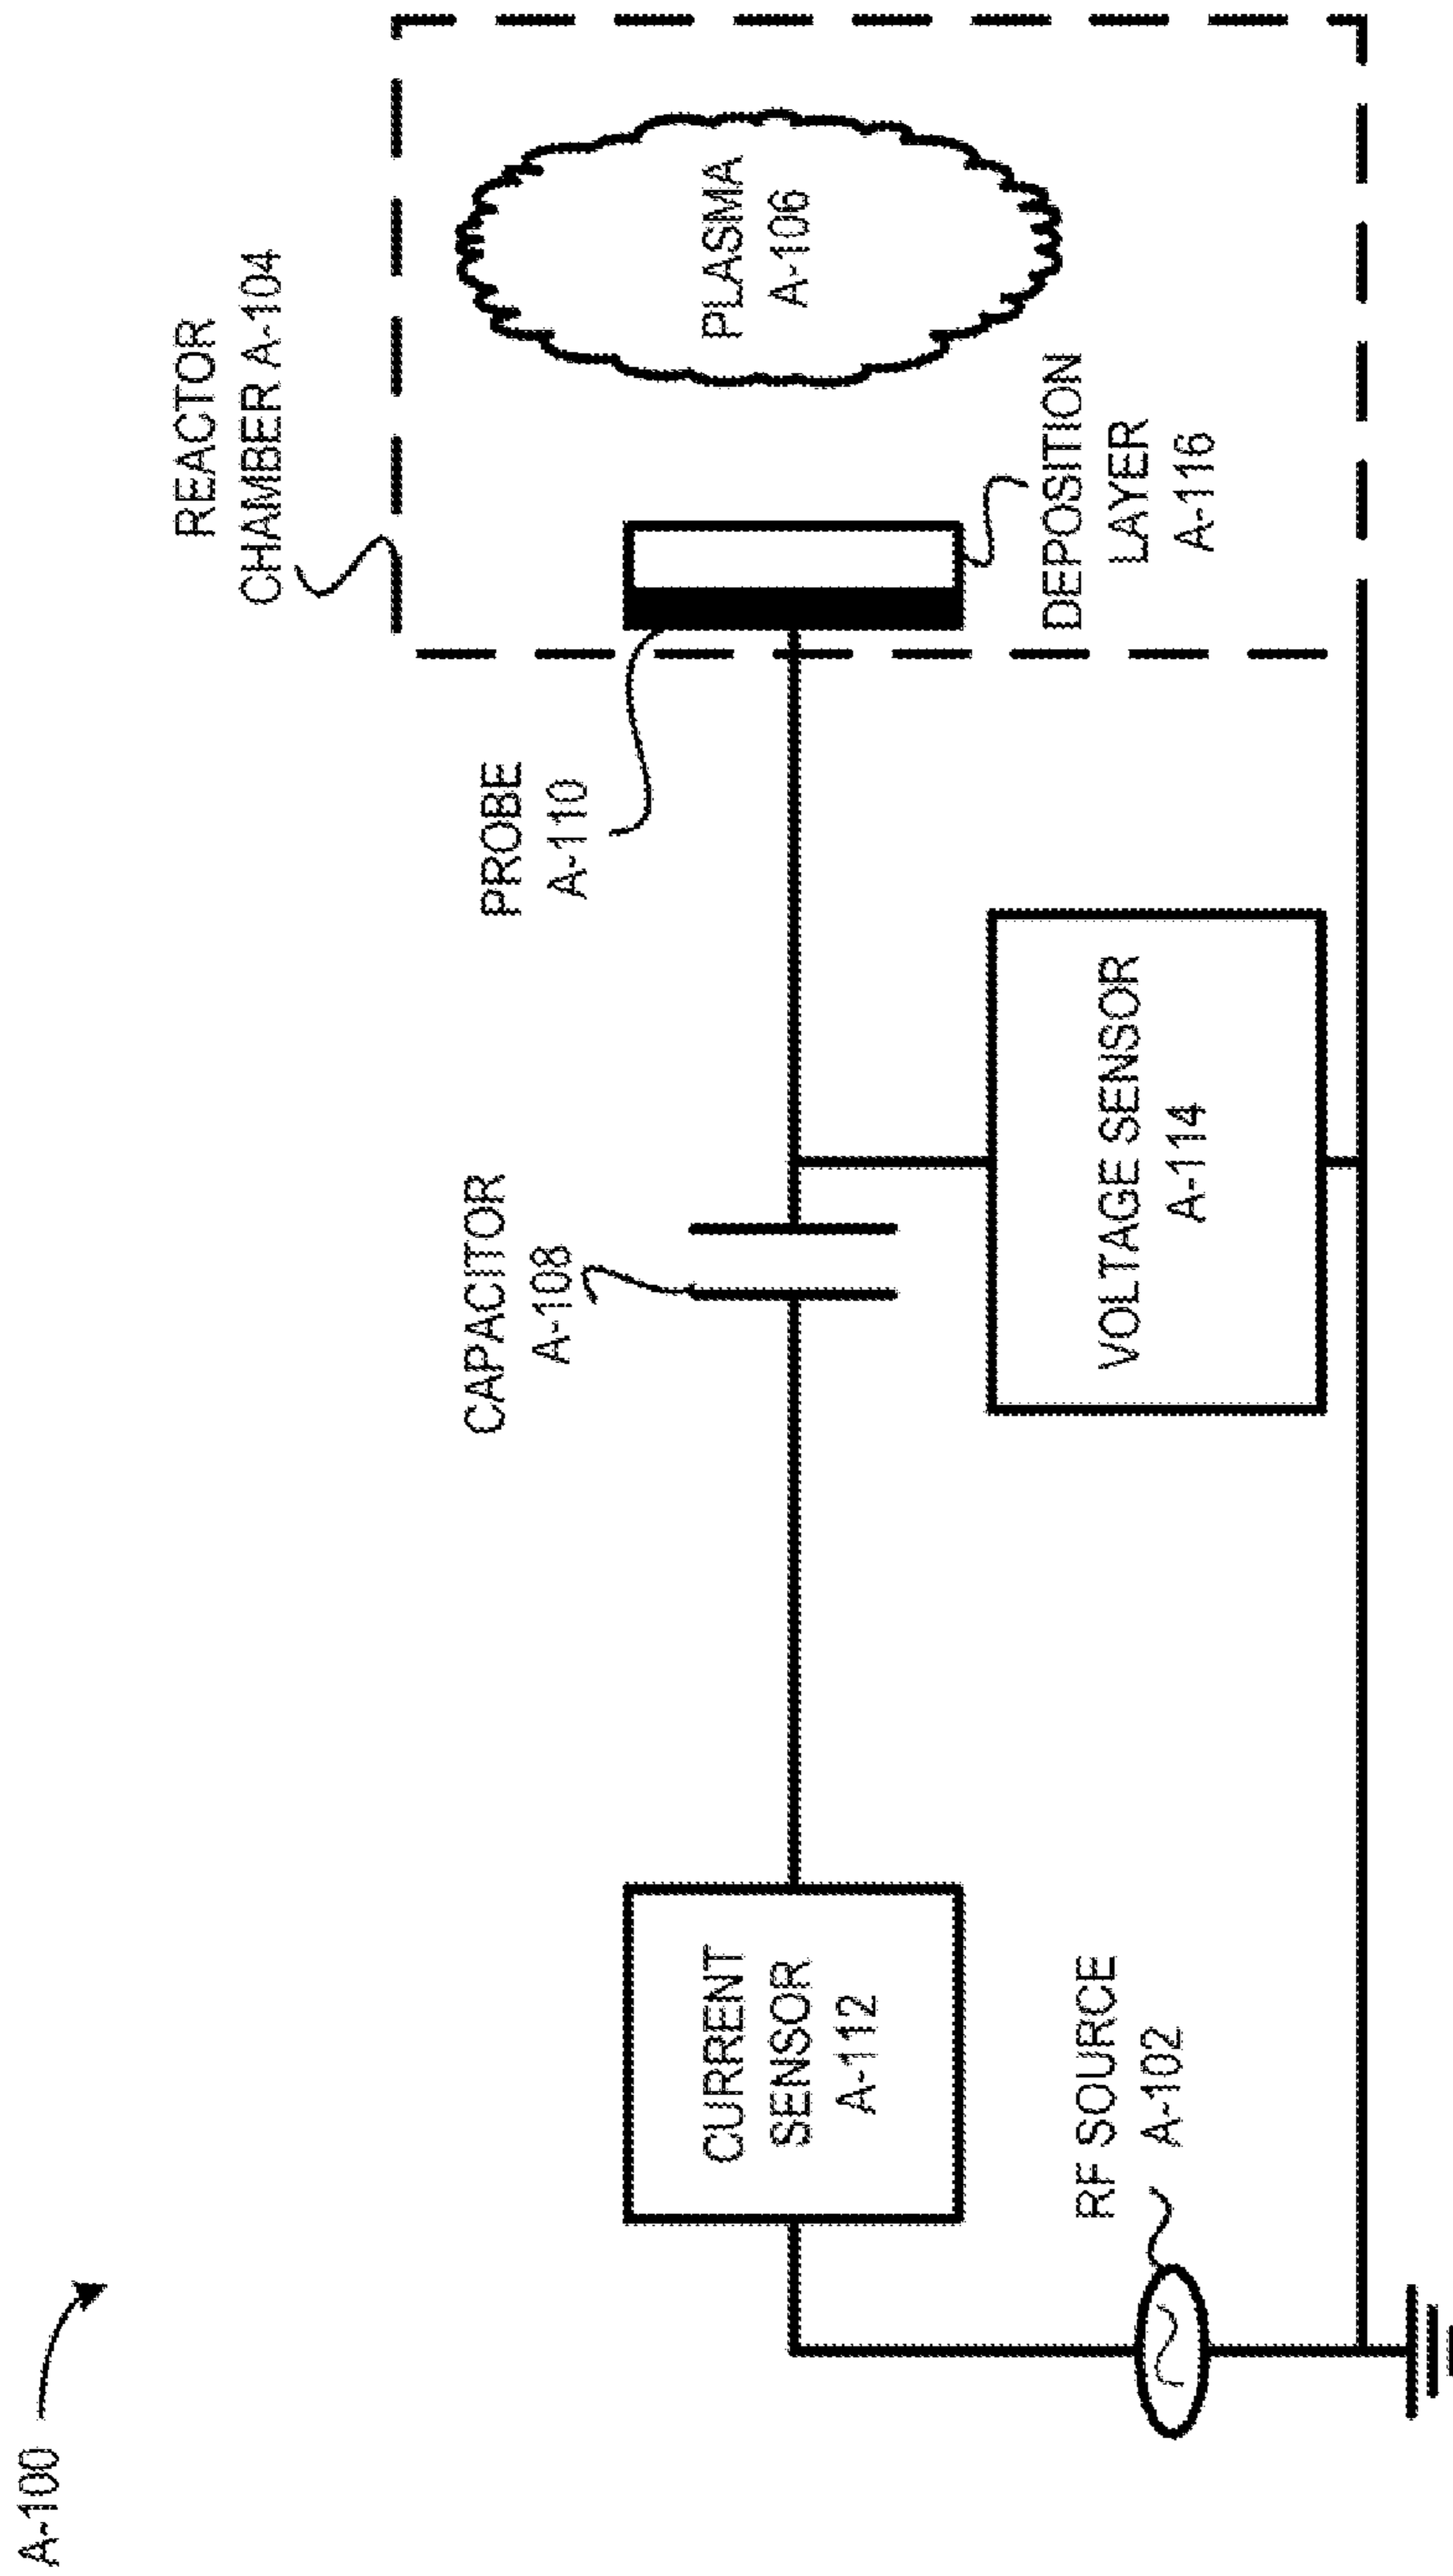 A-100
REACTOR
CHAMBER A-104
PLASMA
A-106
PROBE
A-110
DEPOSITION
LAYER
A-116
CAPACITOR
A-108
VOLTAGE SENSOR
A-114
CURRENT
SENSOR
A-112
RF SOURCE
A-102